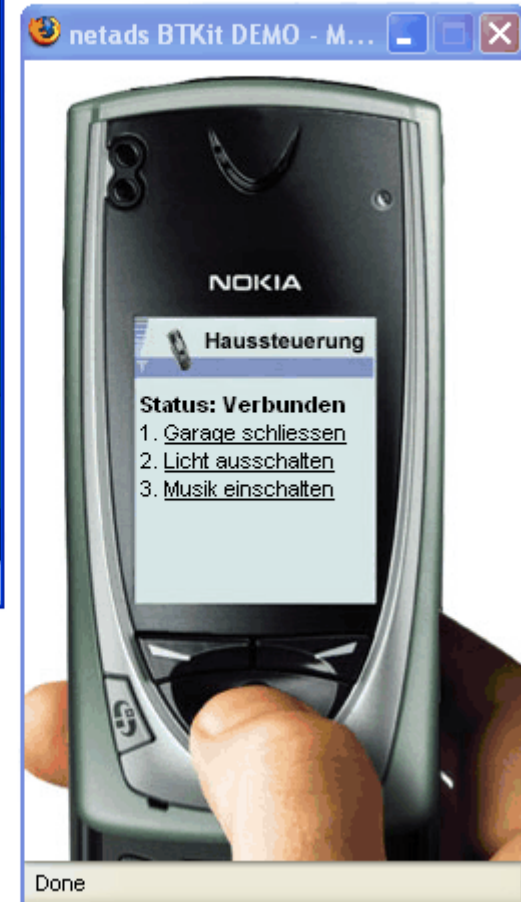 netads BTKit DEMO - M...
NOKIA
Haussteuerung
Status: Verbunden
1. Garage schliessen
2. Licht ausschalten
3. Musik einschalten
Done